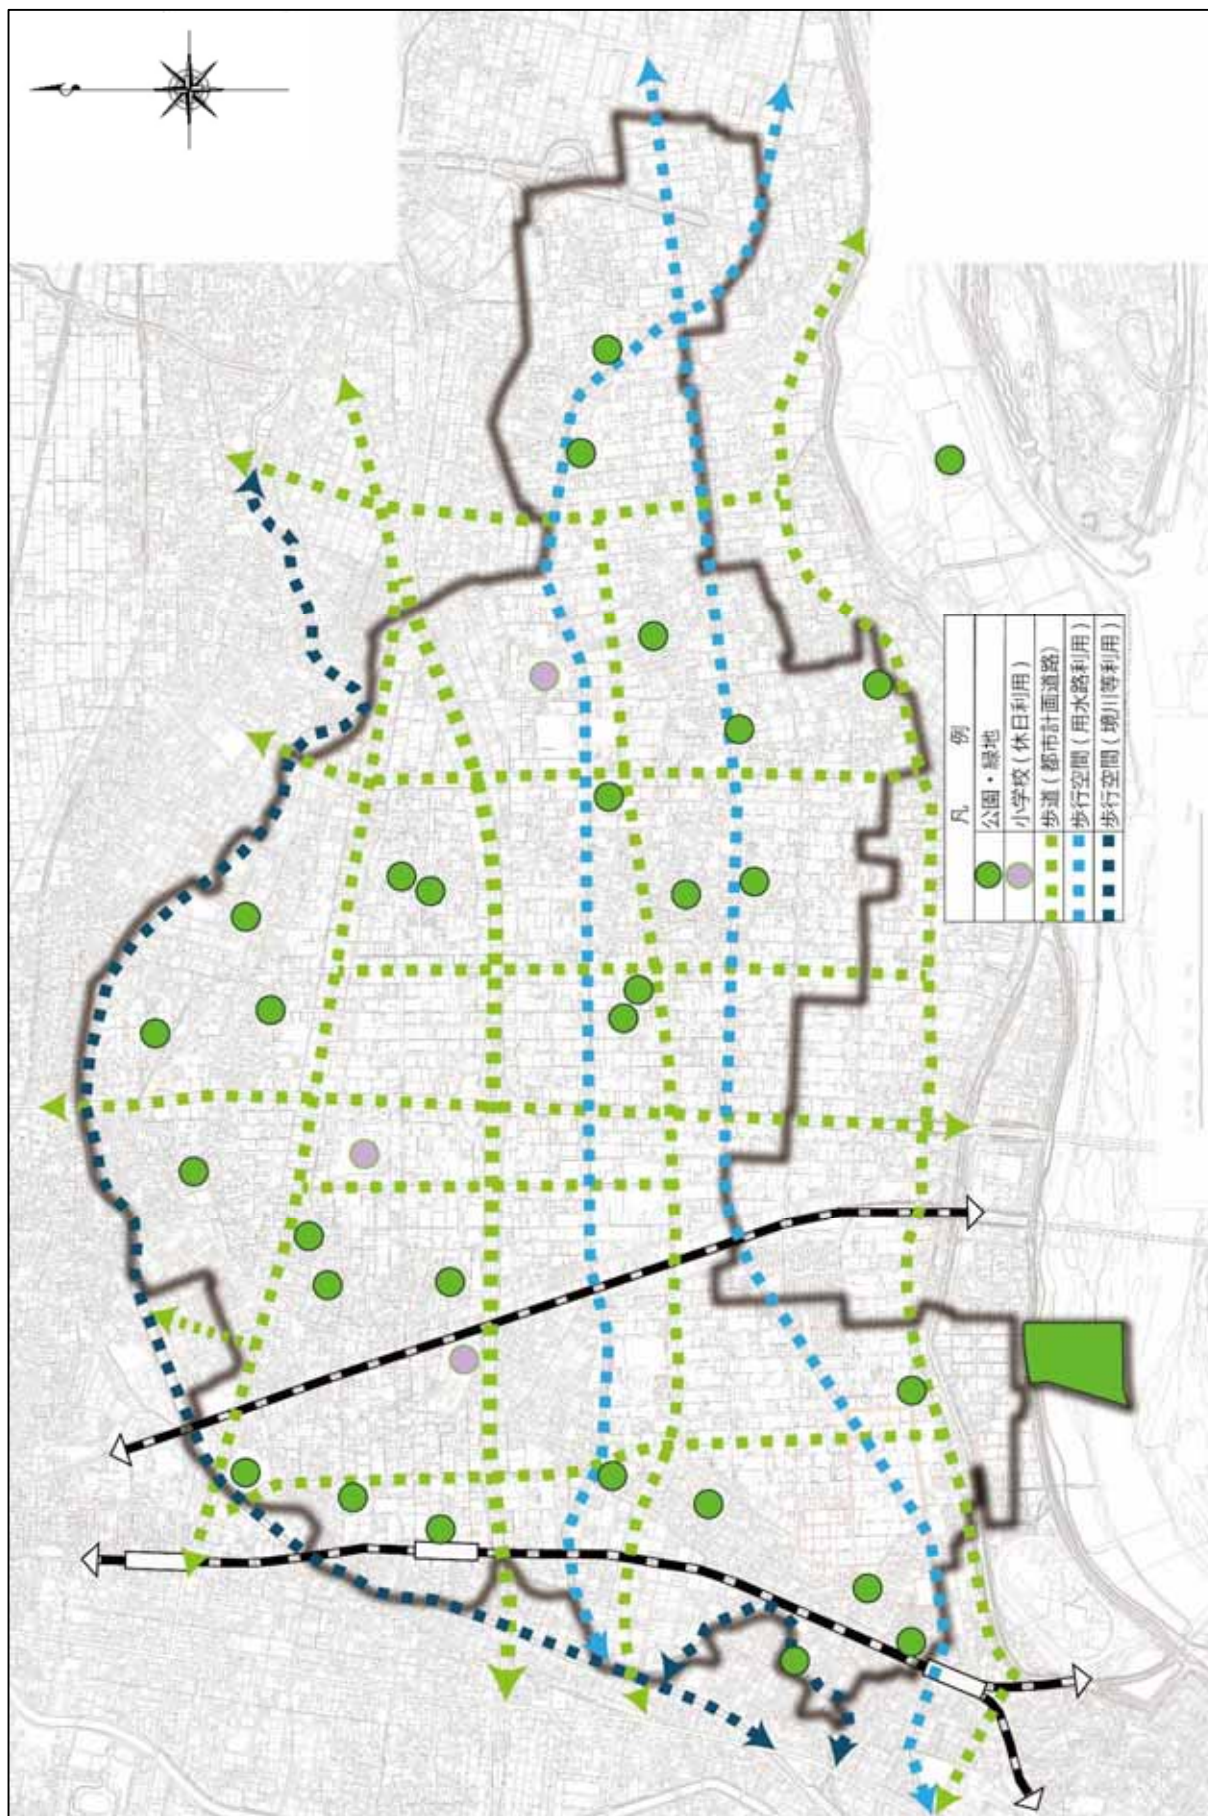 凡 例
公園・緑地
小学校(休日利用)
歩道(都市計画道路)
歩行空間(用水路利用)
歩行空間(境川等利用)